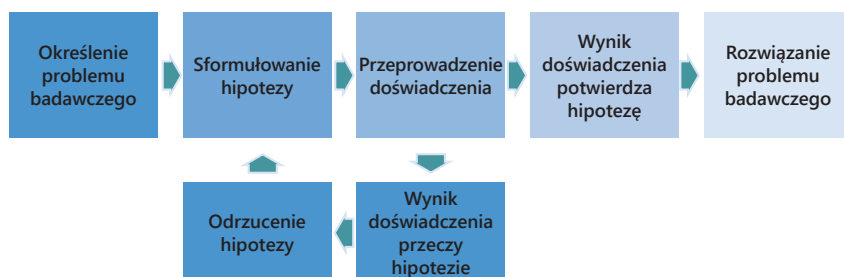 Określenie
problemu
badawczego
Sformułowanie
hipotezy
Przeprowadzenie
doświadczenia
Wynik
doświadczenia
potwierdza
hipotezę
Rozwiązanie
problemu
badawczego
Odrzucenie
hipotezy
Wynik
doświadczenia
przeczy
hipotezie